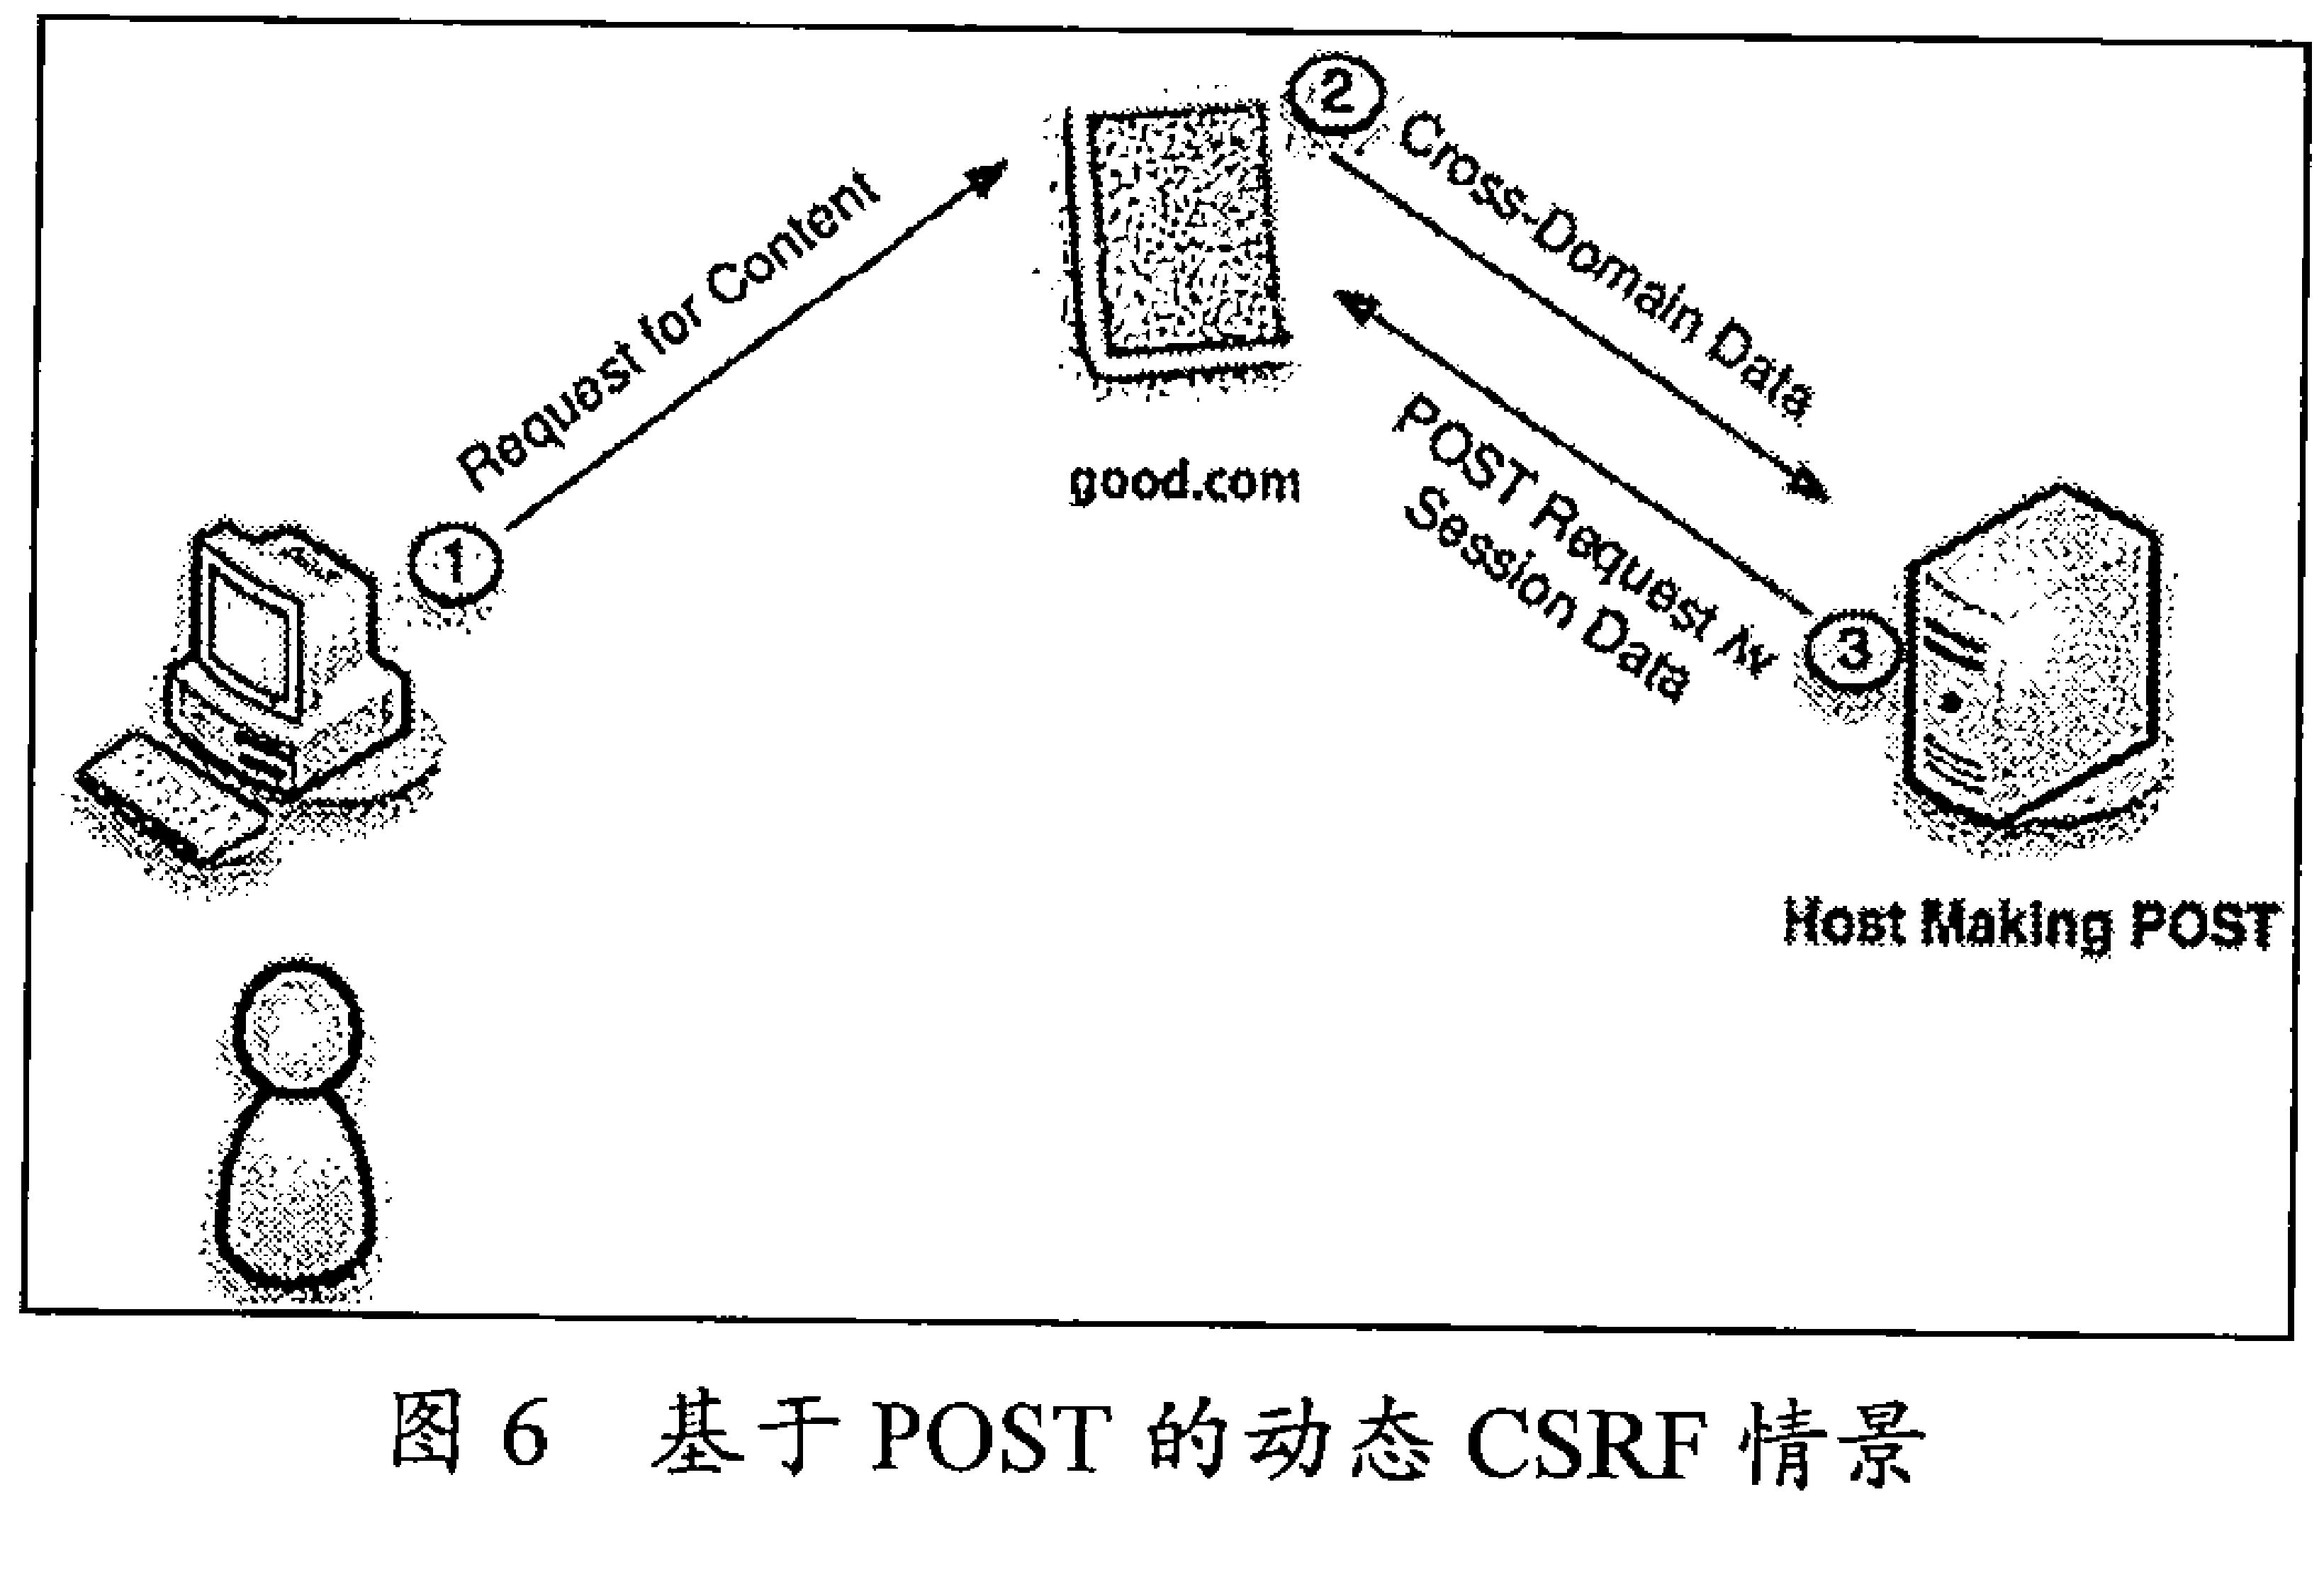 ②
Cross-Domain Data
Request for Content
①
good.com
POST Request
Session Data
③
Host Making POST
图 6 基于 POST 的动态 CSRF 情景